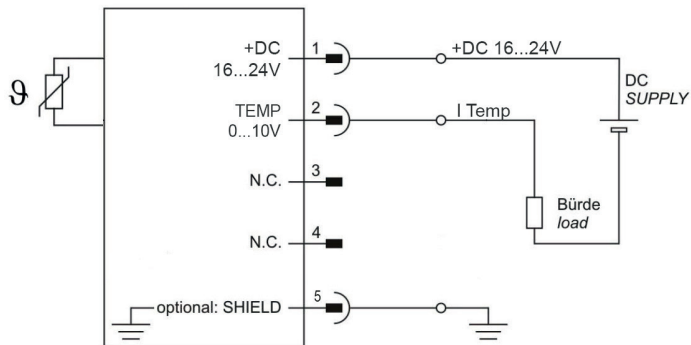 +DC 1 +DC 16...24V
16...24V
DC
SUPPLY
ϑ
TEMP 2 I Temp
0...10V
3
N.C.
Bürde
load
4
N.C.
5
optional: SHIELD